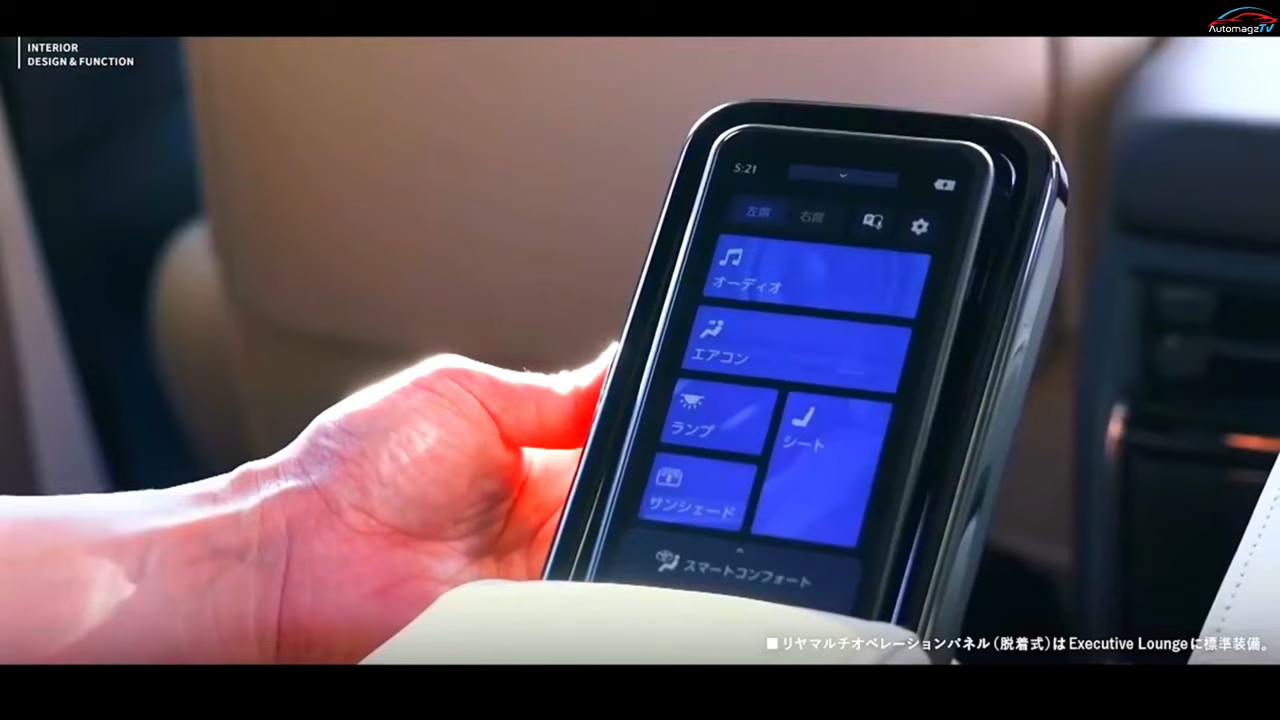 AutomagzTV
INTERIOR
DESIGN & FUNCTION
5:21
左席 右席
オーディオ
エアコン
ランプ
シート
サンシェード
スマートコンフォート
■リヤマルチオペレーションパネル（脱着式）はExecutive Loungeに標準装備。